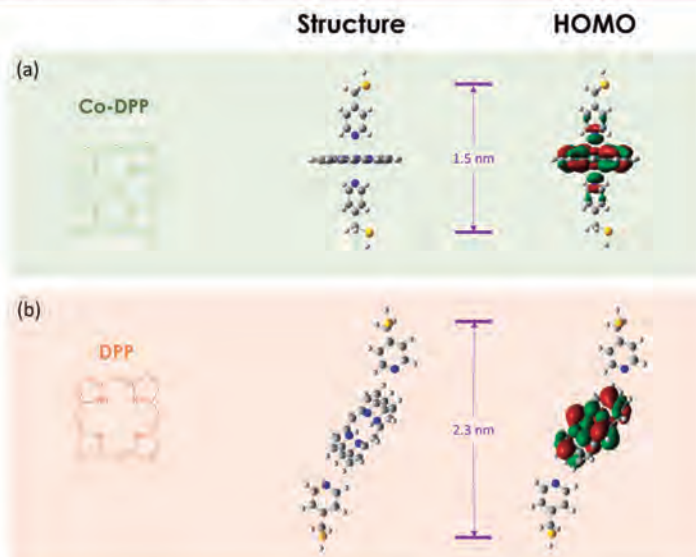 Structure
HOMO
(a)
Co-DPP
1.5 nm
(b)
DPP
2.3 nm